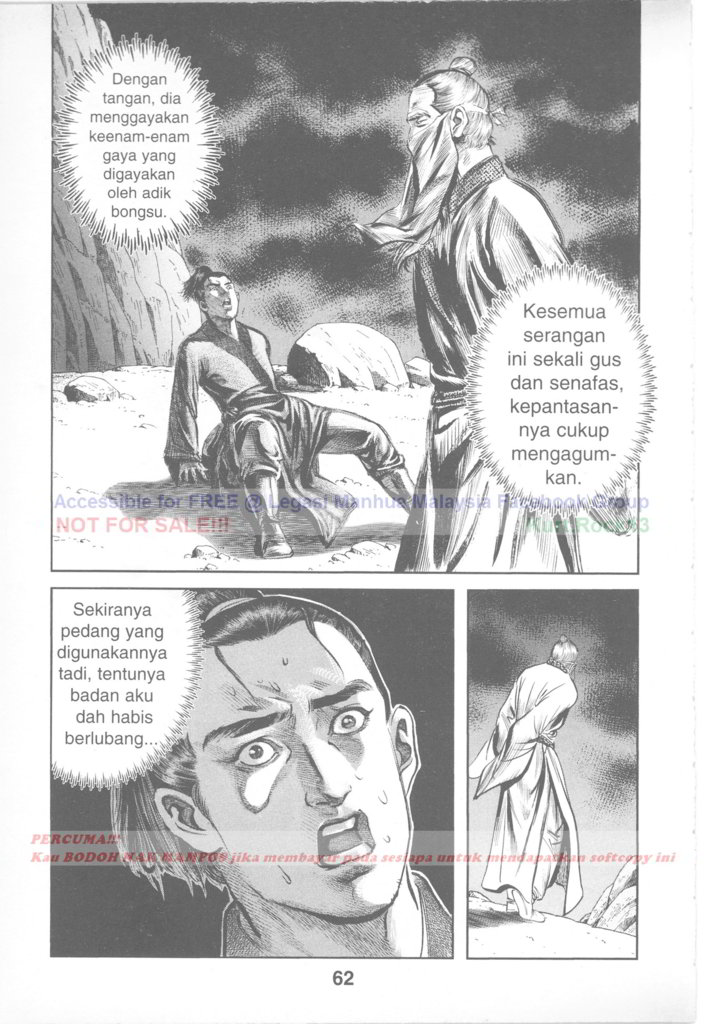 Dengan
tangan, dia
menggayakan
keenam-enam
gaya yang
digayakan
oleh adik
bongsu.
Kesemua
serangan
ini sekali gus
dan senafas,
kepantasan-
nya cukup
mengagum-
kan.
Accessible for FREE @ Legasi Manhua Malaysia Facebook Group
NOT FOR SALE!!!
Sekiranya
pedang yang
digunakannya
tadi, tentunya
badan aku
dah habis
berlubang...
PERCUMA!!!
Kau BODOH NAK MAMPOS jika membayar pada sesiapa untuk mendapatkan softcopy ini
62